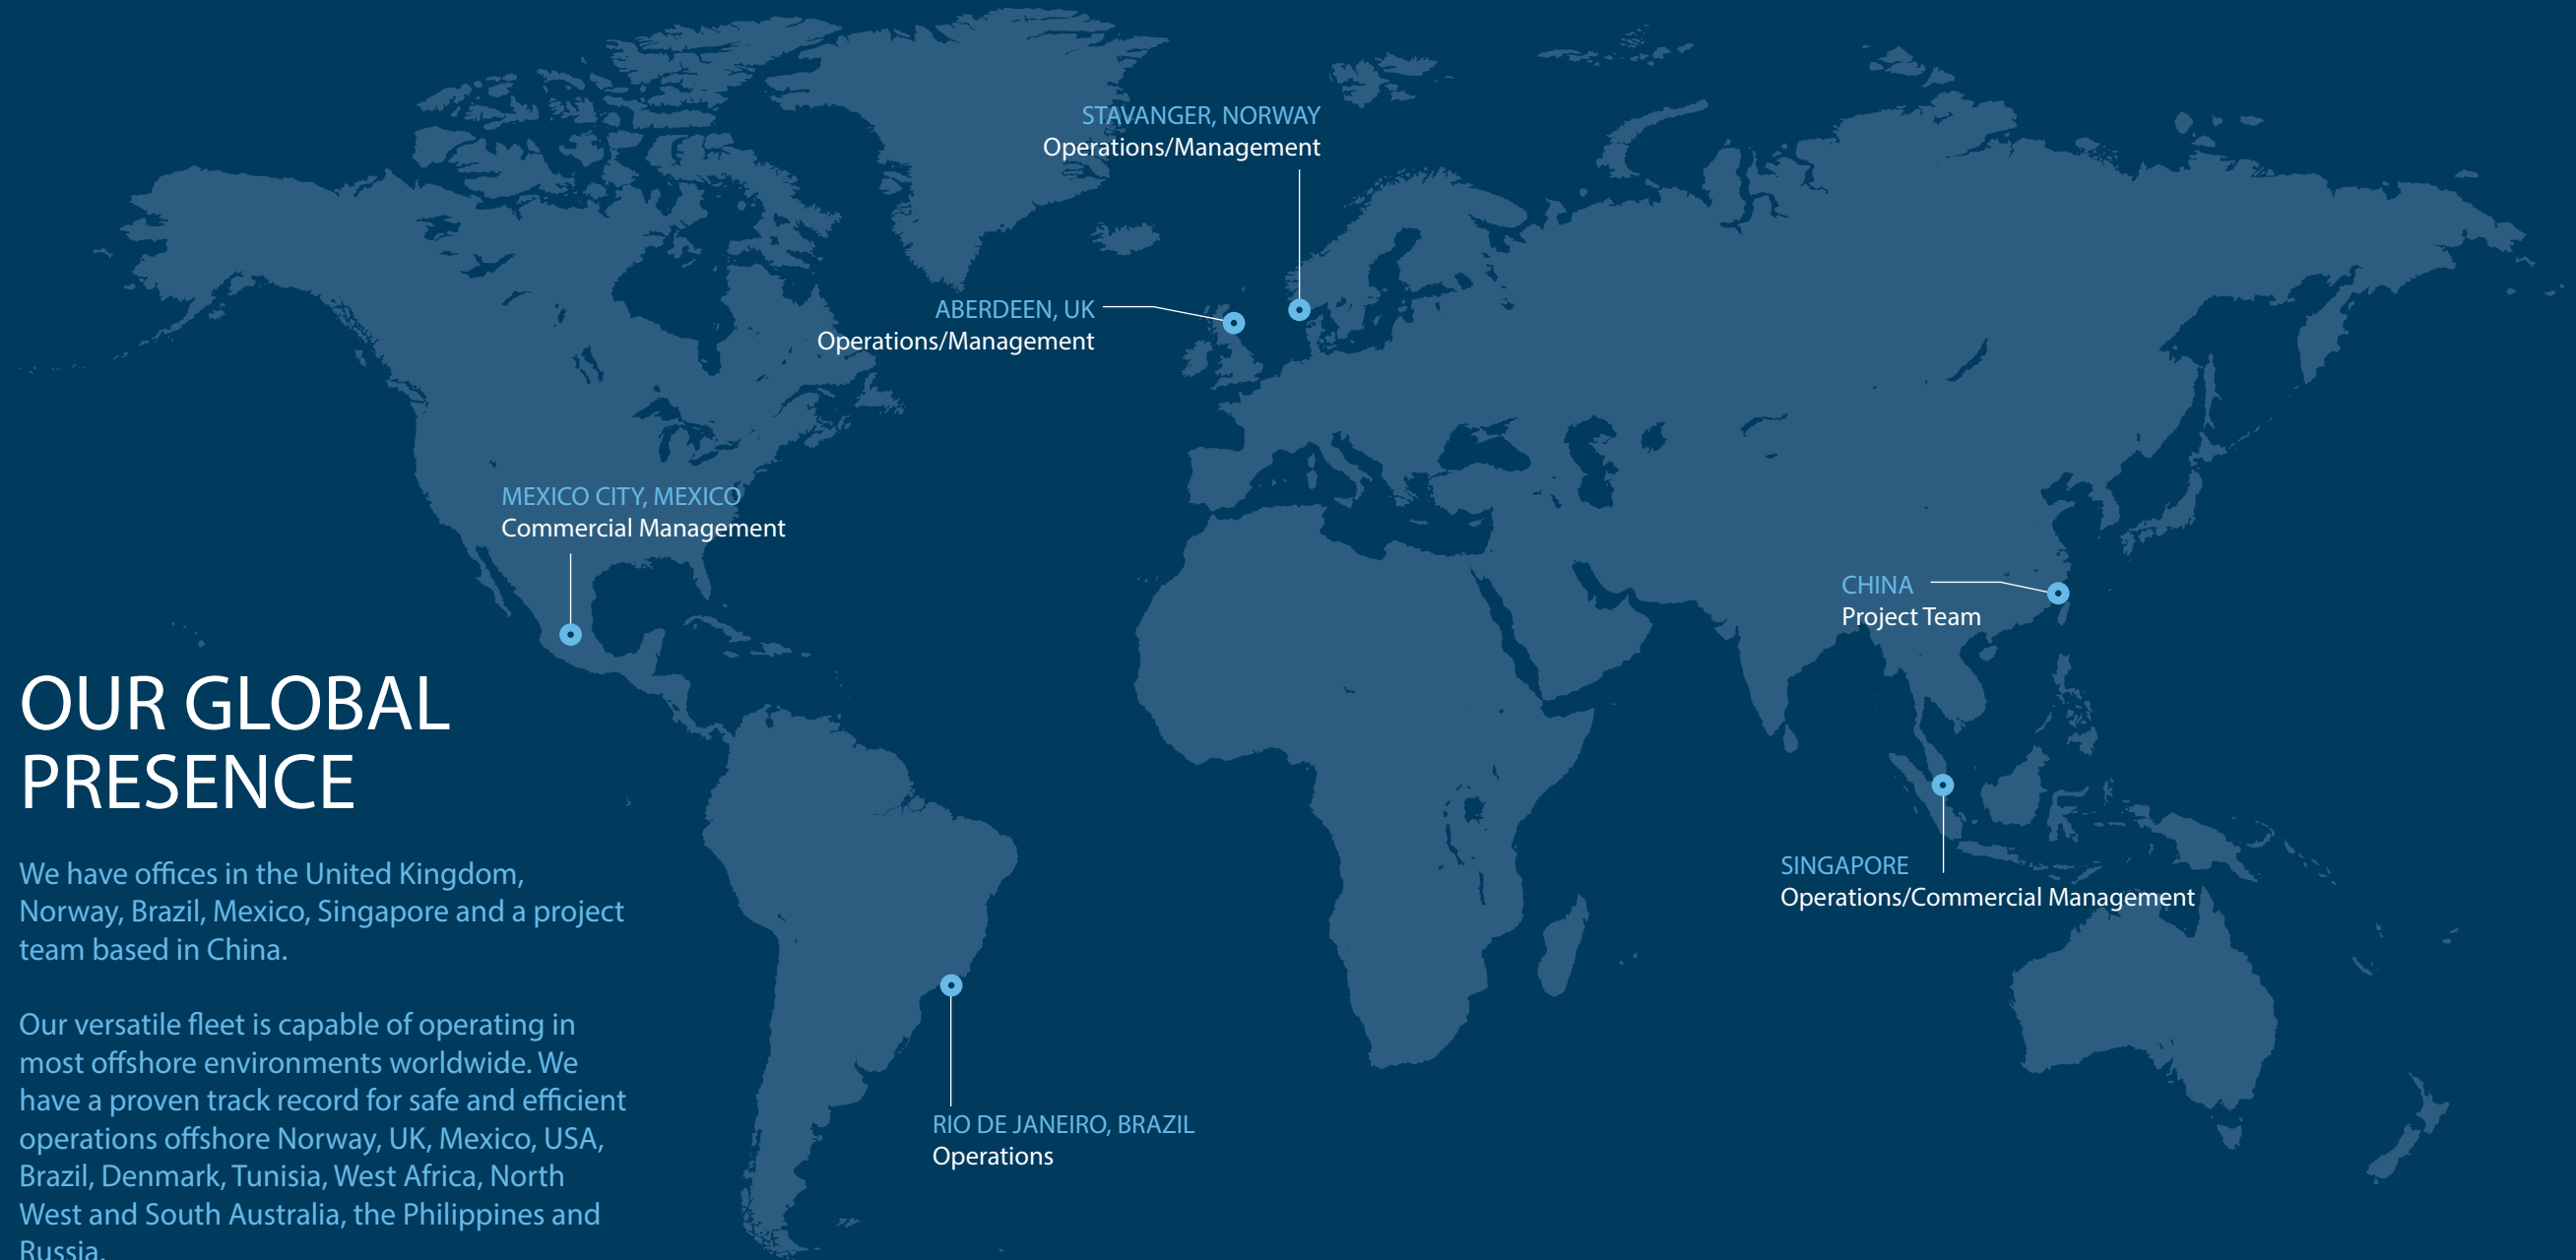 STAVANGER, NORWAY
Operations/Management
ABERDEEN, UK
Operations/Management
MEXICO CITY, MEXICO
Commercial Management
CHINA
Project Team
OUR GLOBAL
PRESENCE
We have offices in the United Kingdom,
Norway, Brazil, Mexico, Singapore and a project
team based in China.
Our versatile fleet is capable of operating in
most offshore environments worldwide. We
have a proven track record for safe and efficient
operations offshore Norway, UK, Mexico, USA,
Brazil, Denmark, Tunisia, West Africa, North
West and South Australia, the Philippines and
Russia.
SINGAPORE
Operations/Commercial Management
RIO DE JANEIRO, BRAZIL
Operations